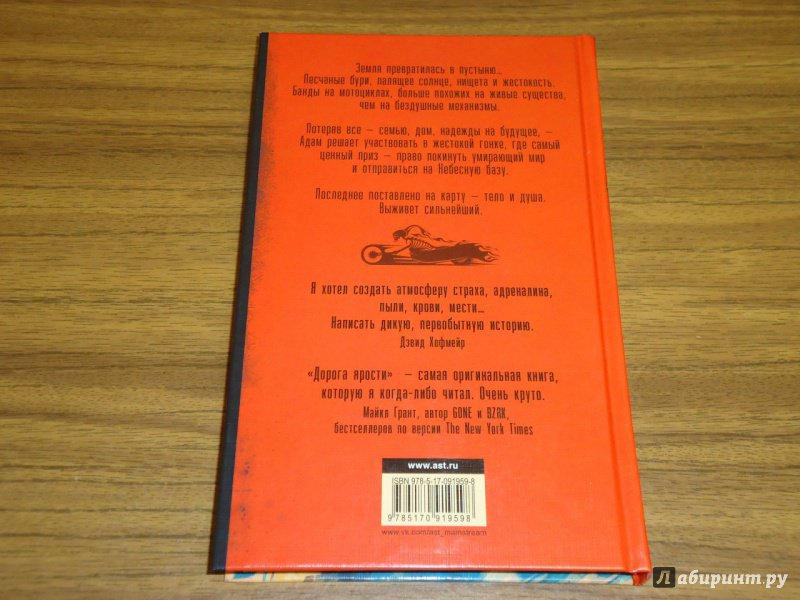 Земля превратилась в пустыню...
Песчаные бури, палящее солнце, нищета и жестокость.
Банды на мотоциклах, больше похожих на живые существа,
чем на бездушные механизмы.
Потеряв все – семью, дом, надежды на будущее, –
Адам решает участвовать в жестокой гонке, где самый
ценный приз – право покинуть умирающий мир
и отправиться на Небесную базу.
Последнее поставлено на карту – тело и душа.
Выживет сильнейший.
Я хотел создать атмосферу страха, адреналина,
пыли, крови, мести...
Написать дикую, первобытную историю.
Дэвид Хофмейр
«Дорога ярости» – самая оригинальная книга,
которую я когда-либо читал. Очень круто.
Майкл Грант, автор GONE и BZRK,
бестселлеров по версии The New York Times
www.ast.ru
ISBN 978-5-17-091959-8
9785170919598
www.vk.com/ast_mainstream
Лабиринт.ру